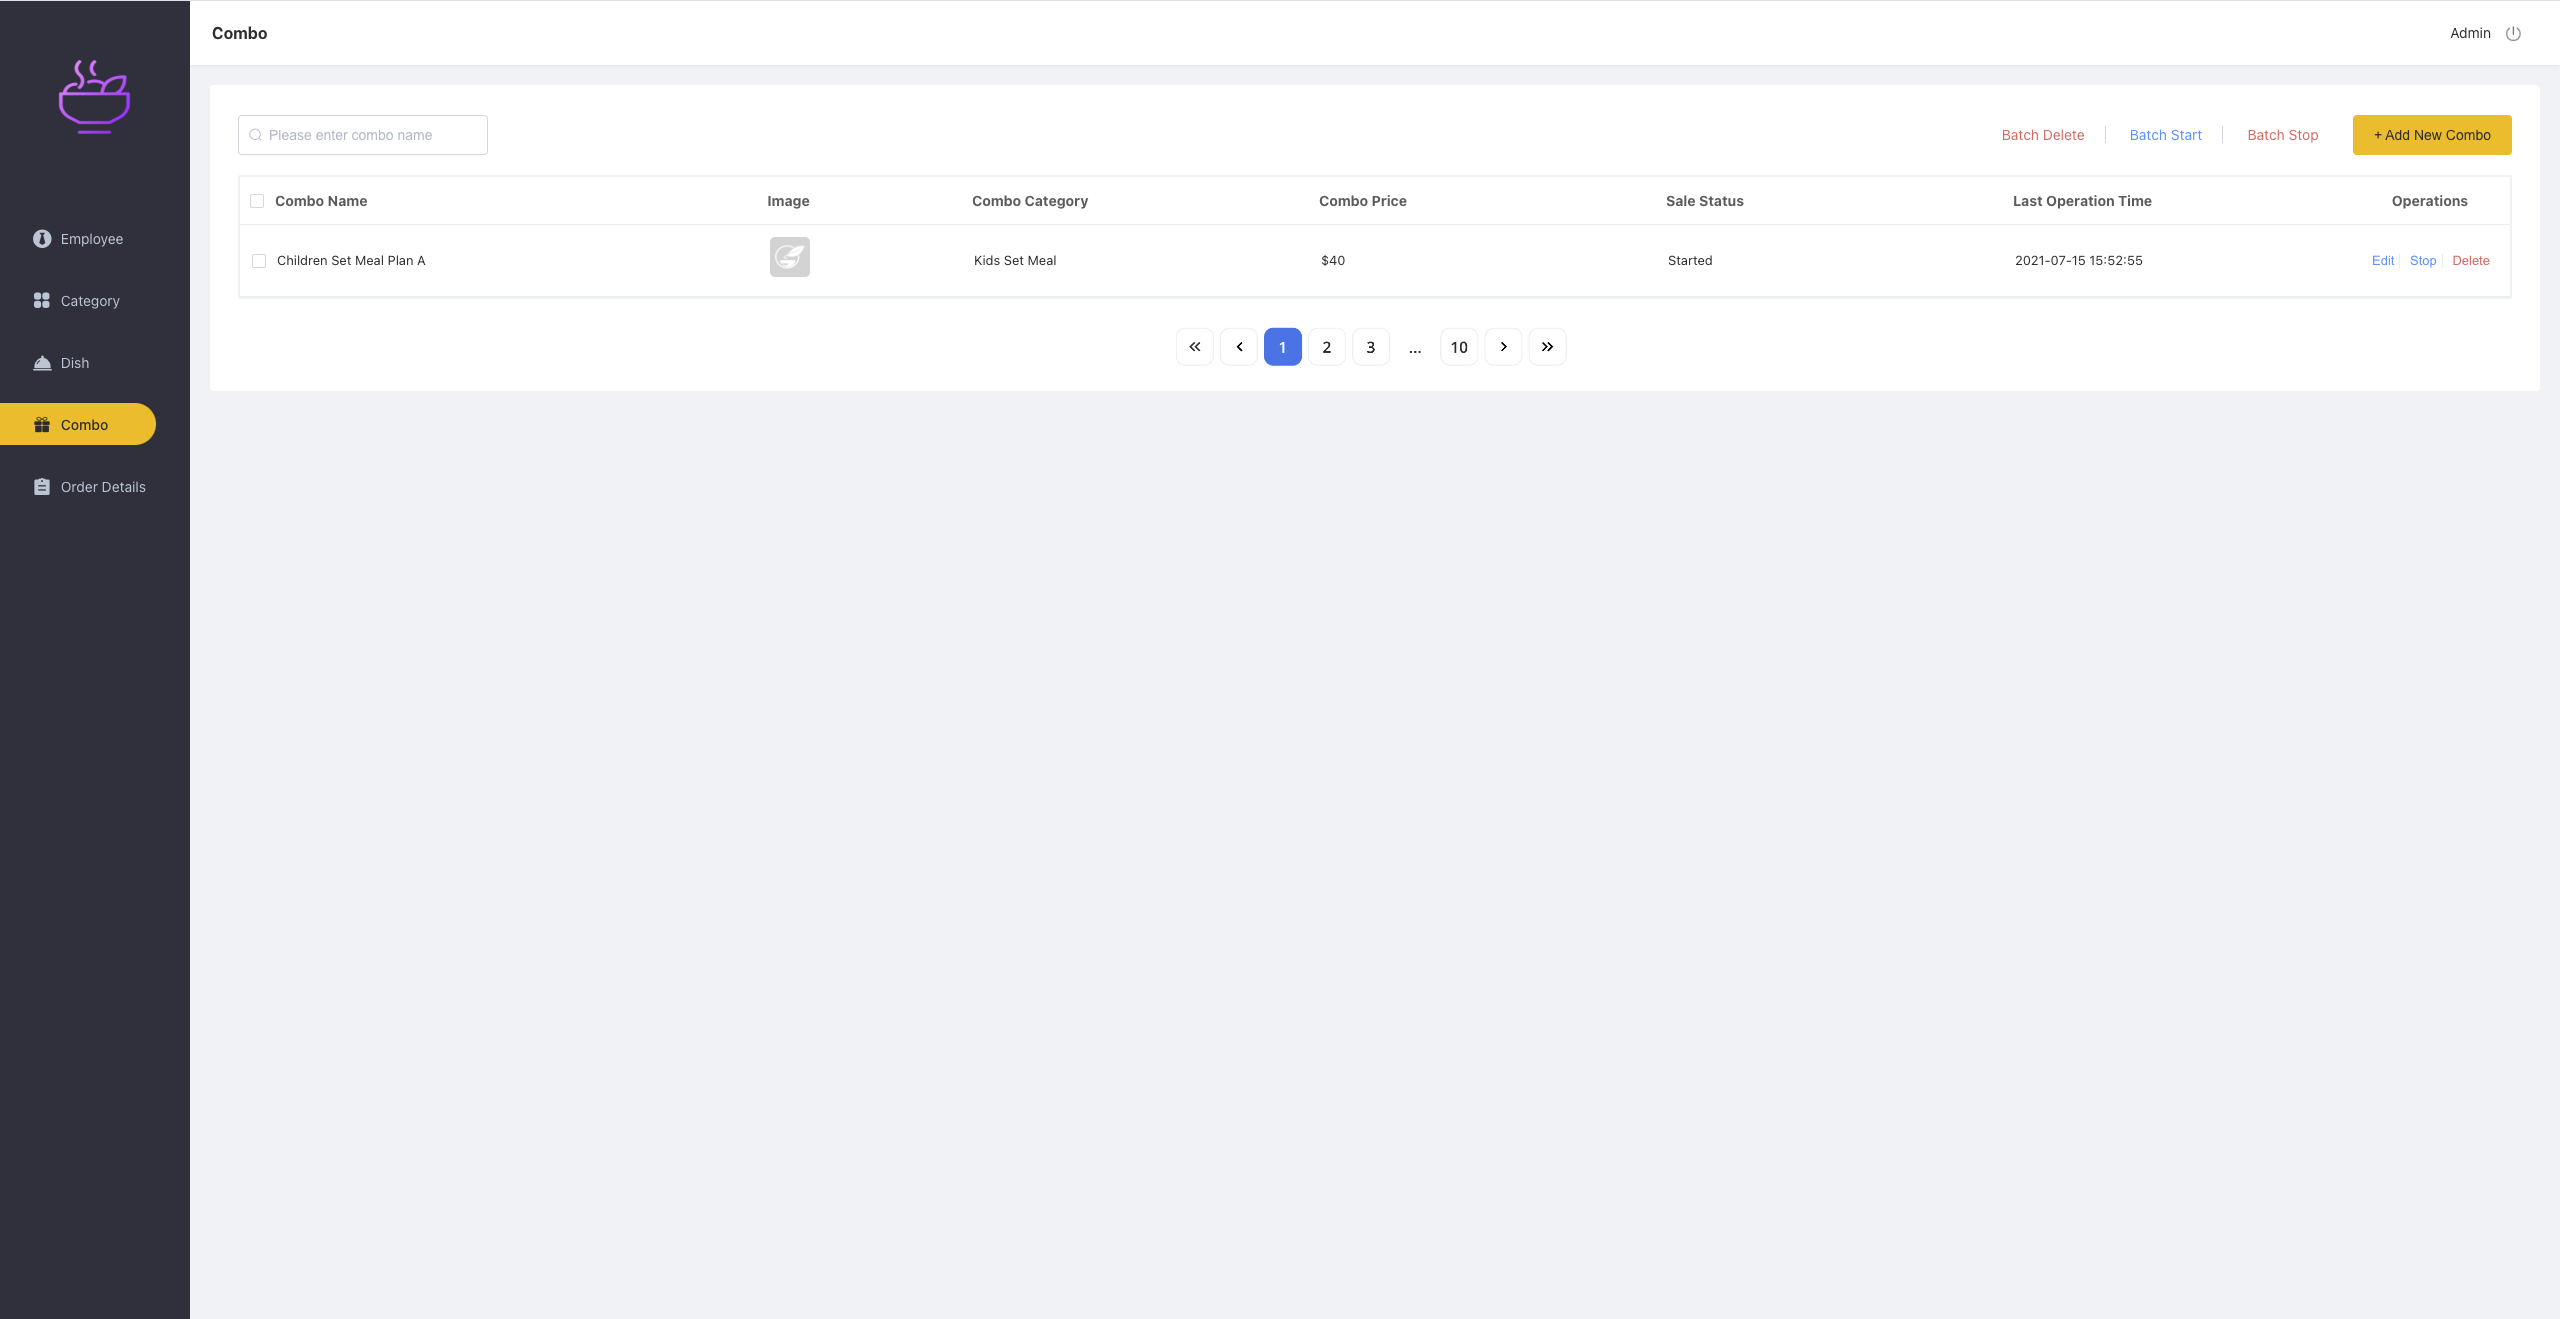 Combo
Admin
Employee
Category
Dish
Combo
Order Details
Please enter combo name
Batch Delete
Batch Start
Batch Stop
+ Add New Combo
Combo Name Image Combo Category Combo Price Sale Status Last Operation Time Operations
Children Set Meal Plan A Kids Set Meal $40 Started 2021-07-15 15:52:55 Edit Stop Delete
1 2 3 ... 10